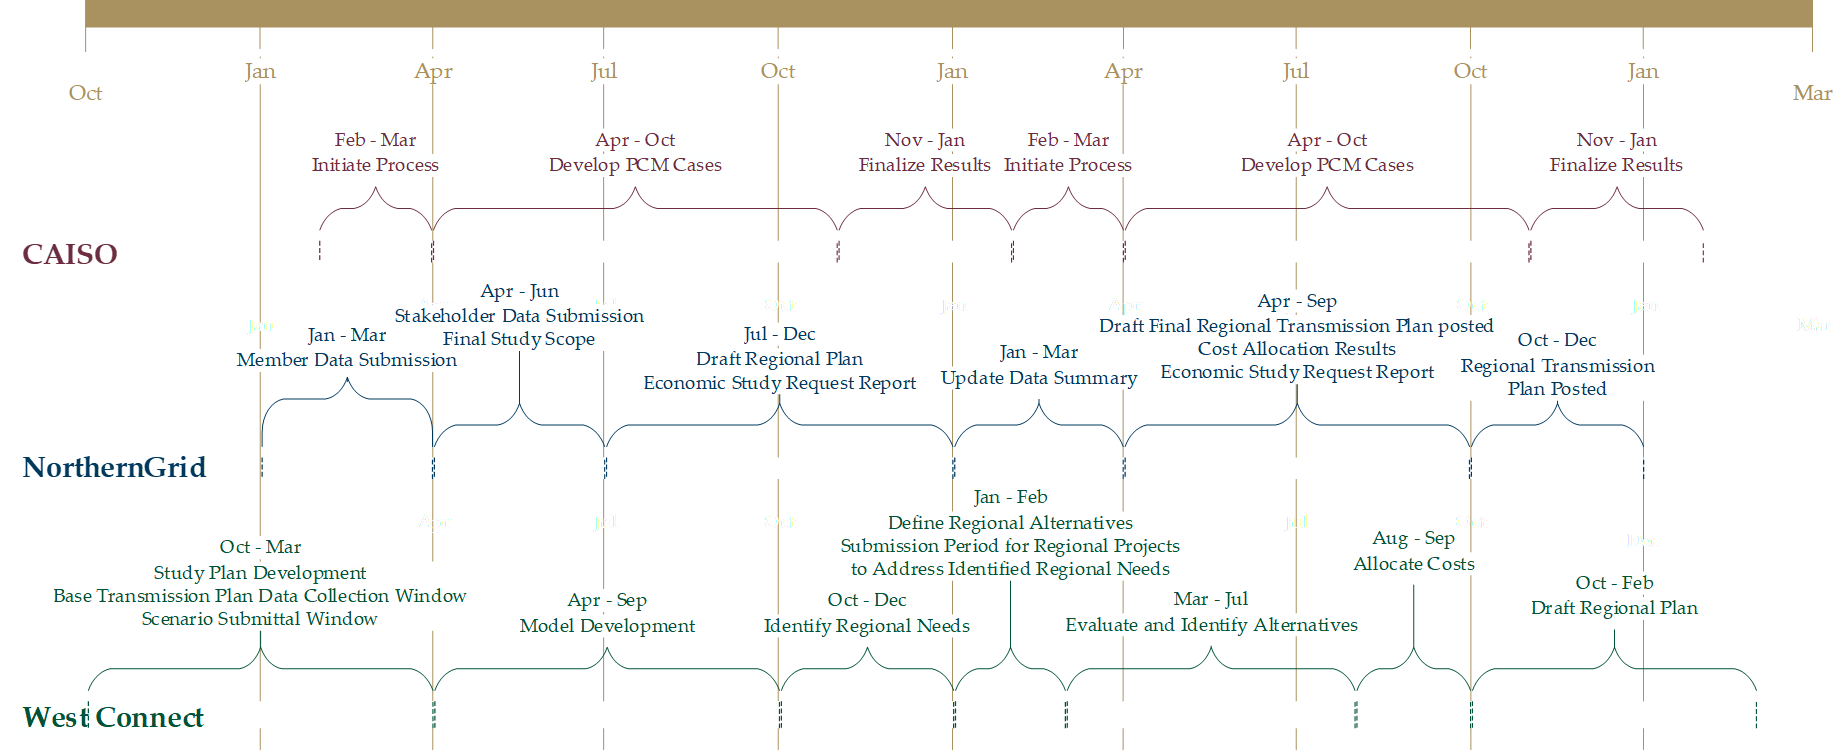 Oct
Jan
Apr
Jul
Oct
Jan
Apr
Jul
Oct
Jan
Mar
CAISO
Feb - Mar
Initiate Process
Apr - Oct
Develop PCM Cases
Nov - Jan
Finalize Results
Feb - Mar
Initiate Process
Apr - Oct
Develop PCM Cases
Nov - Jan
Finalize Results
NorthernGrid
Jan - Mar
Member Data Submission
Apr - Jun
Stakeholder Data Submission
Final Study Scope
Jul - Dec
Draft Regional Plan
Economic Study Request Report
Jan - Mar
Update Data Summary
Apr - Sep
Draft Final Regional Transmission Plan posted
Cost Allocation Results
Economic Study Request Report
Oct - Dec
Regional Transmission
Plan Posted
West Connect
Oct - Mar
Study Plan Development
Base Transmission Plan Data Collection Window
Scenario Submittal Window
Apr - Sep
Model Development
Oct - Dec
Identify Regional Needs
Jan - Feb
Define Regional Alternatives
Submission Period for Regional Projects
to Address Identified Regional Needs
Mar - Jul
Evaluate and Identify Alternatives
Aug - Sep
Allocate Costs
Oct - Feb
Draft Regional Plan